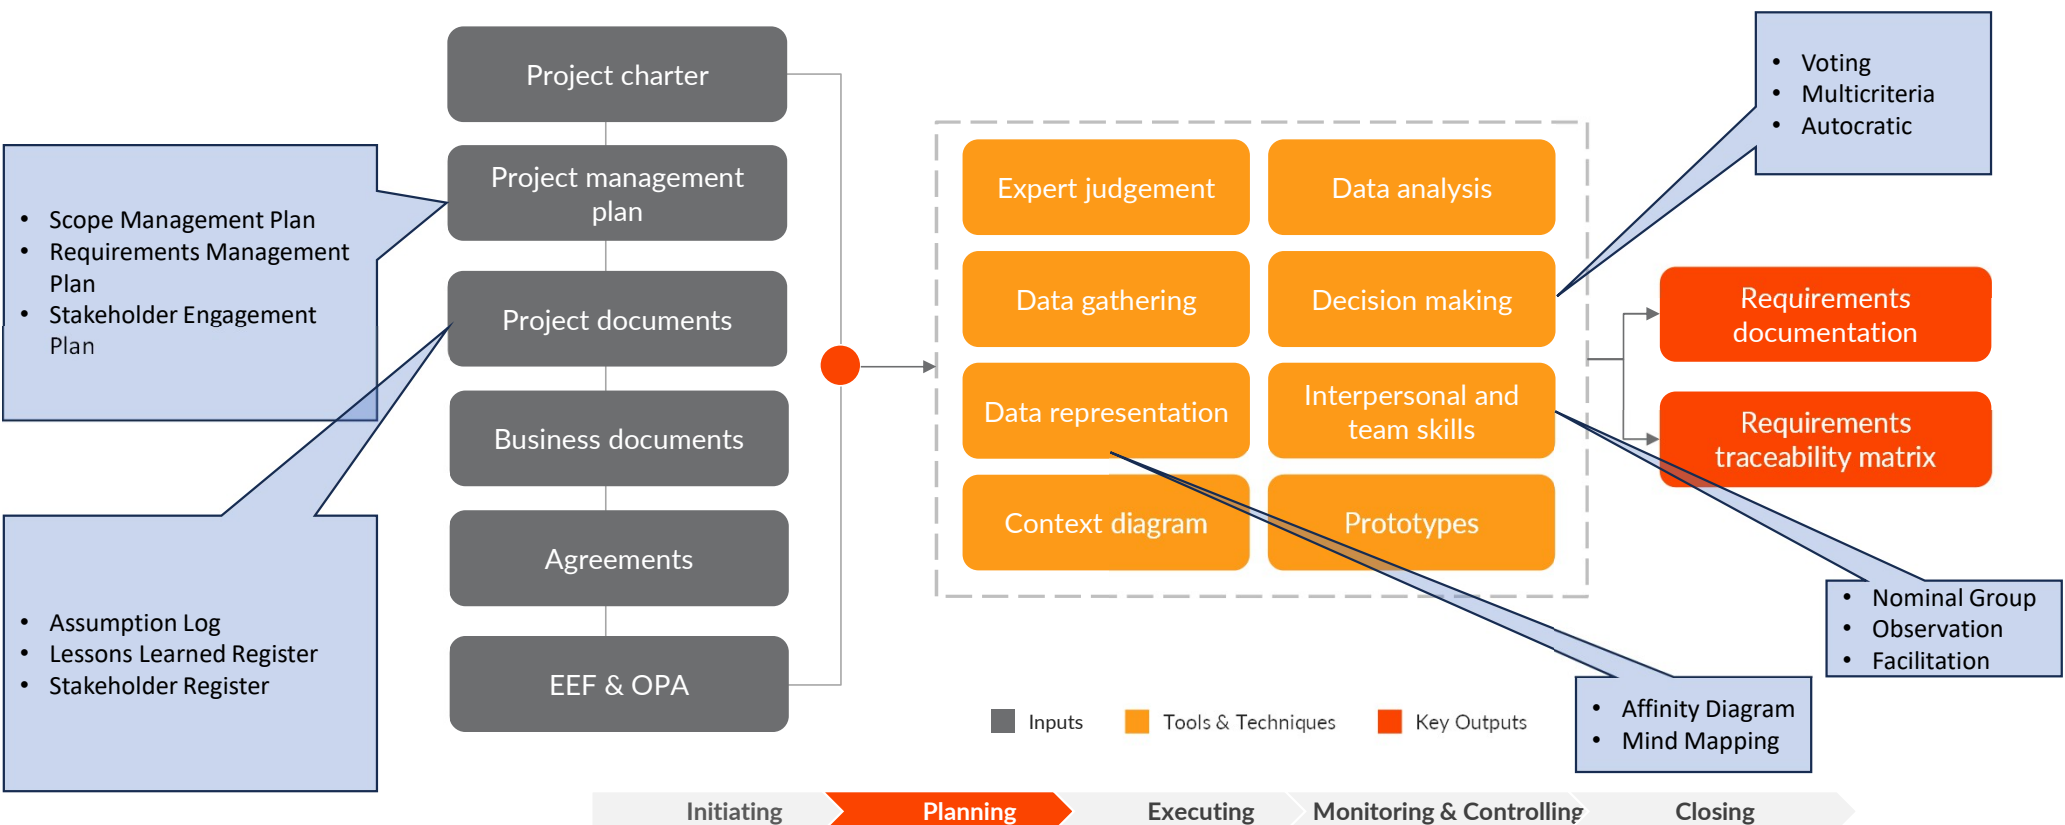 Project charter
Project management
plan
Project documents
Business documents
Agreements
EEF & OPA
• Scope Management Plan
• Requirements Management
Plan
• Stakeholder Engagement
Plan
• Assumption Log
• Lessons Learned Register
• Stakeholder Register
Expert judgement
Data analysis
Data gathering
Decision making
Data representation
Interpersonal and
team skills
Context diagram
Prototypes
• Voting
• Multicriteria
• Autocratic
Requirements
documentation
Requirements
traceability matrix
• Nominal Group
• Observation
• Facilitation
• Affinity Diagram
• Mind Mapping
Inputs
Tools & Techniques
Key Outputs
Initiating
Planning
Executing
Monitoring & Controlling
Closing